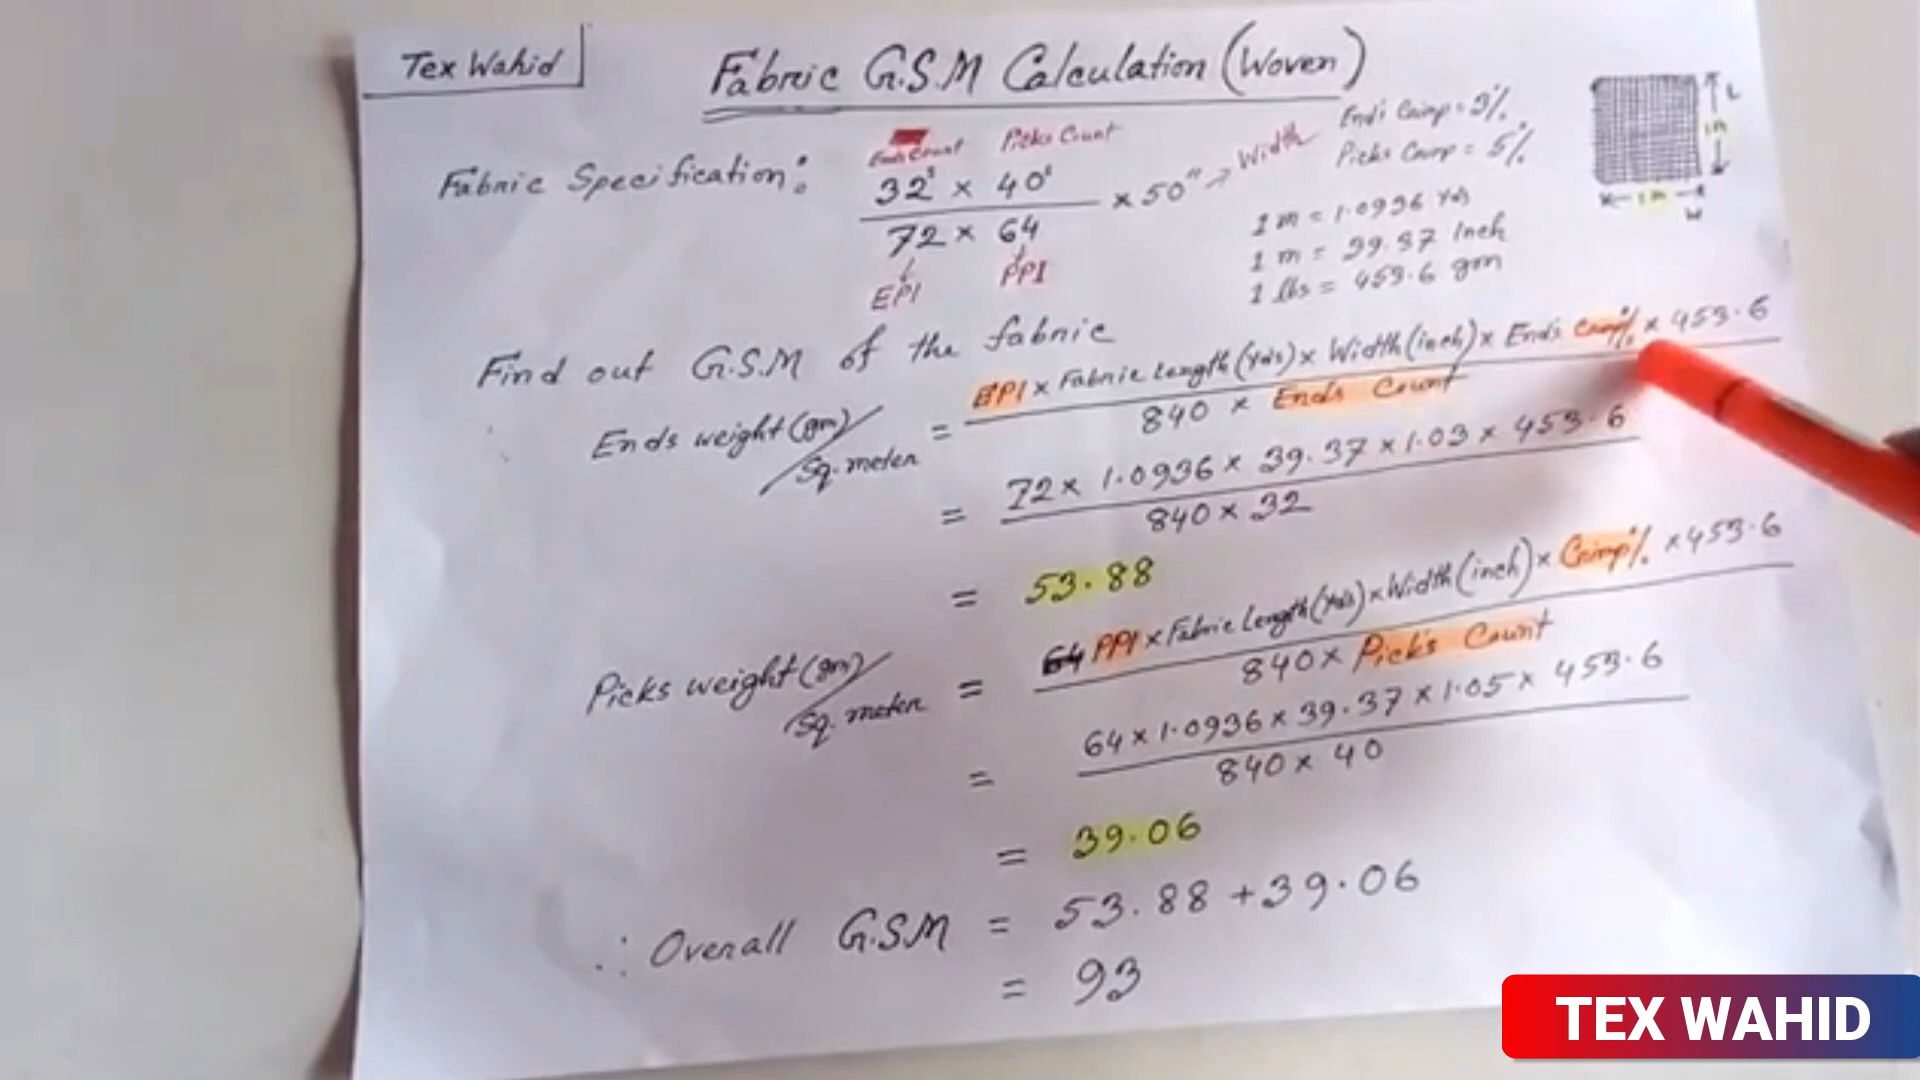 Tex Wahid
Fabric G.S.M Calculation (Woven)
Ends Crimp = 3%
Picks Crimp = 5%
Ends Count Picks Count
Fabric Specification: 32s × 40s × 50" → Width
72 × 64
EPI PPI
1 m = 1.0936 Yds
1 m = 39.37 Inch
1 lbs = 453.6 gm
L
1m
1m
W
Find out G.S.M of the fabric
Ends weight (gm)/Sq. meter = EPI × Fabric Length (Yds) × Width (inch) × Ends Crimp% × 453.6
840 × Ends Count
= 72 × 1.0936 × 39.37 × 1.03 × 453.6
840 × 32
= 53.88
Picks weight (gm)/Sq. meter = 64 PPI × Fabric Length (Yds) × Width (inch) × Crimp% × 453.6
840 × Picks Count
= 64 × 1.0936 × 39.37 × 1.05 × 453.6
840 × 40
= 39.06
∴ Overall G.S.M = 53.88 + 39.06
= 93
TEX WAHID